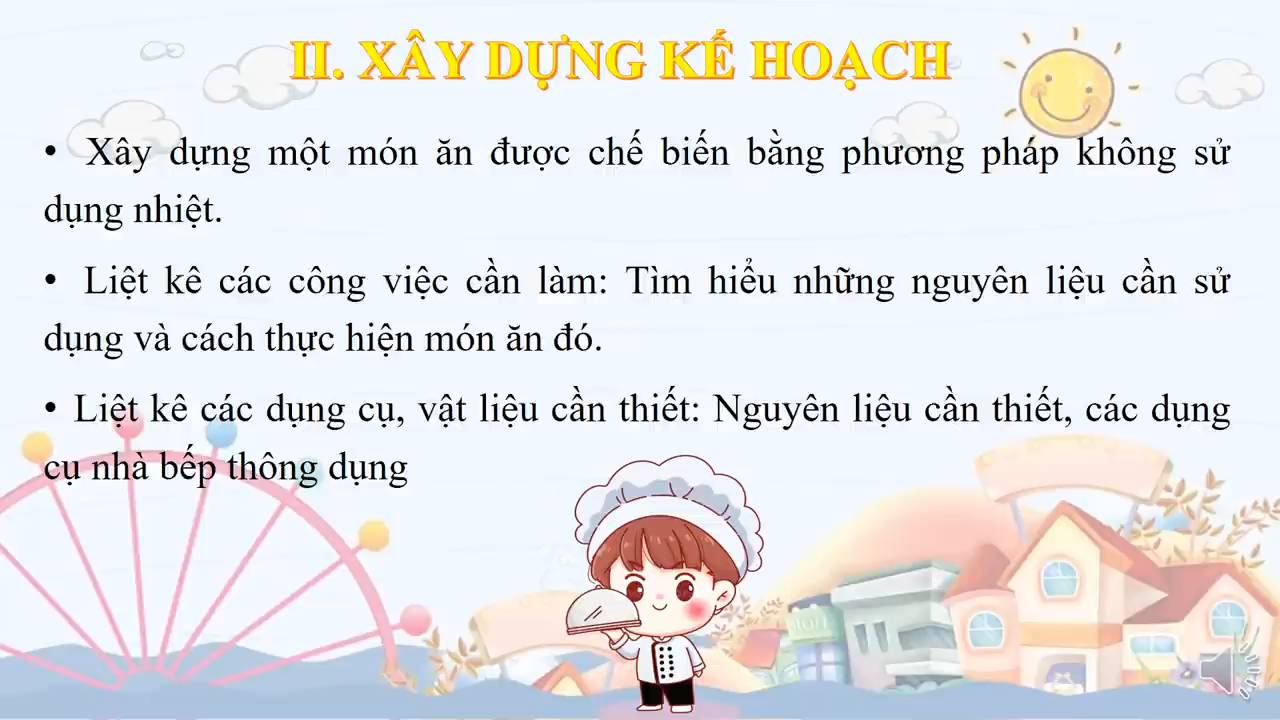 II. XÂY DỰNG KẾ HOẠCH
• Xây dựng một món ăn được chế biến bằng phương pháp không sử
dụng nhiệt.
• Liệt kê các công việc cần làm: Tìm hiểu những nguyên liệu cần sử
dụng và cách thực hiện món ăn đó.
• Liệt kê các dụng cụ, vật liệu cần thiết: Nguyên liệu cần thiết, các dụng
cụ nhà bếp thông dụng